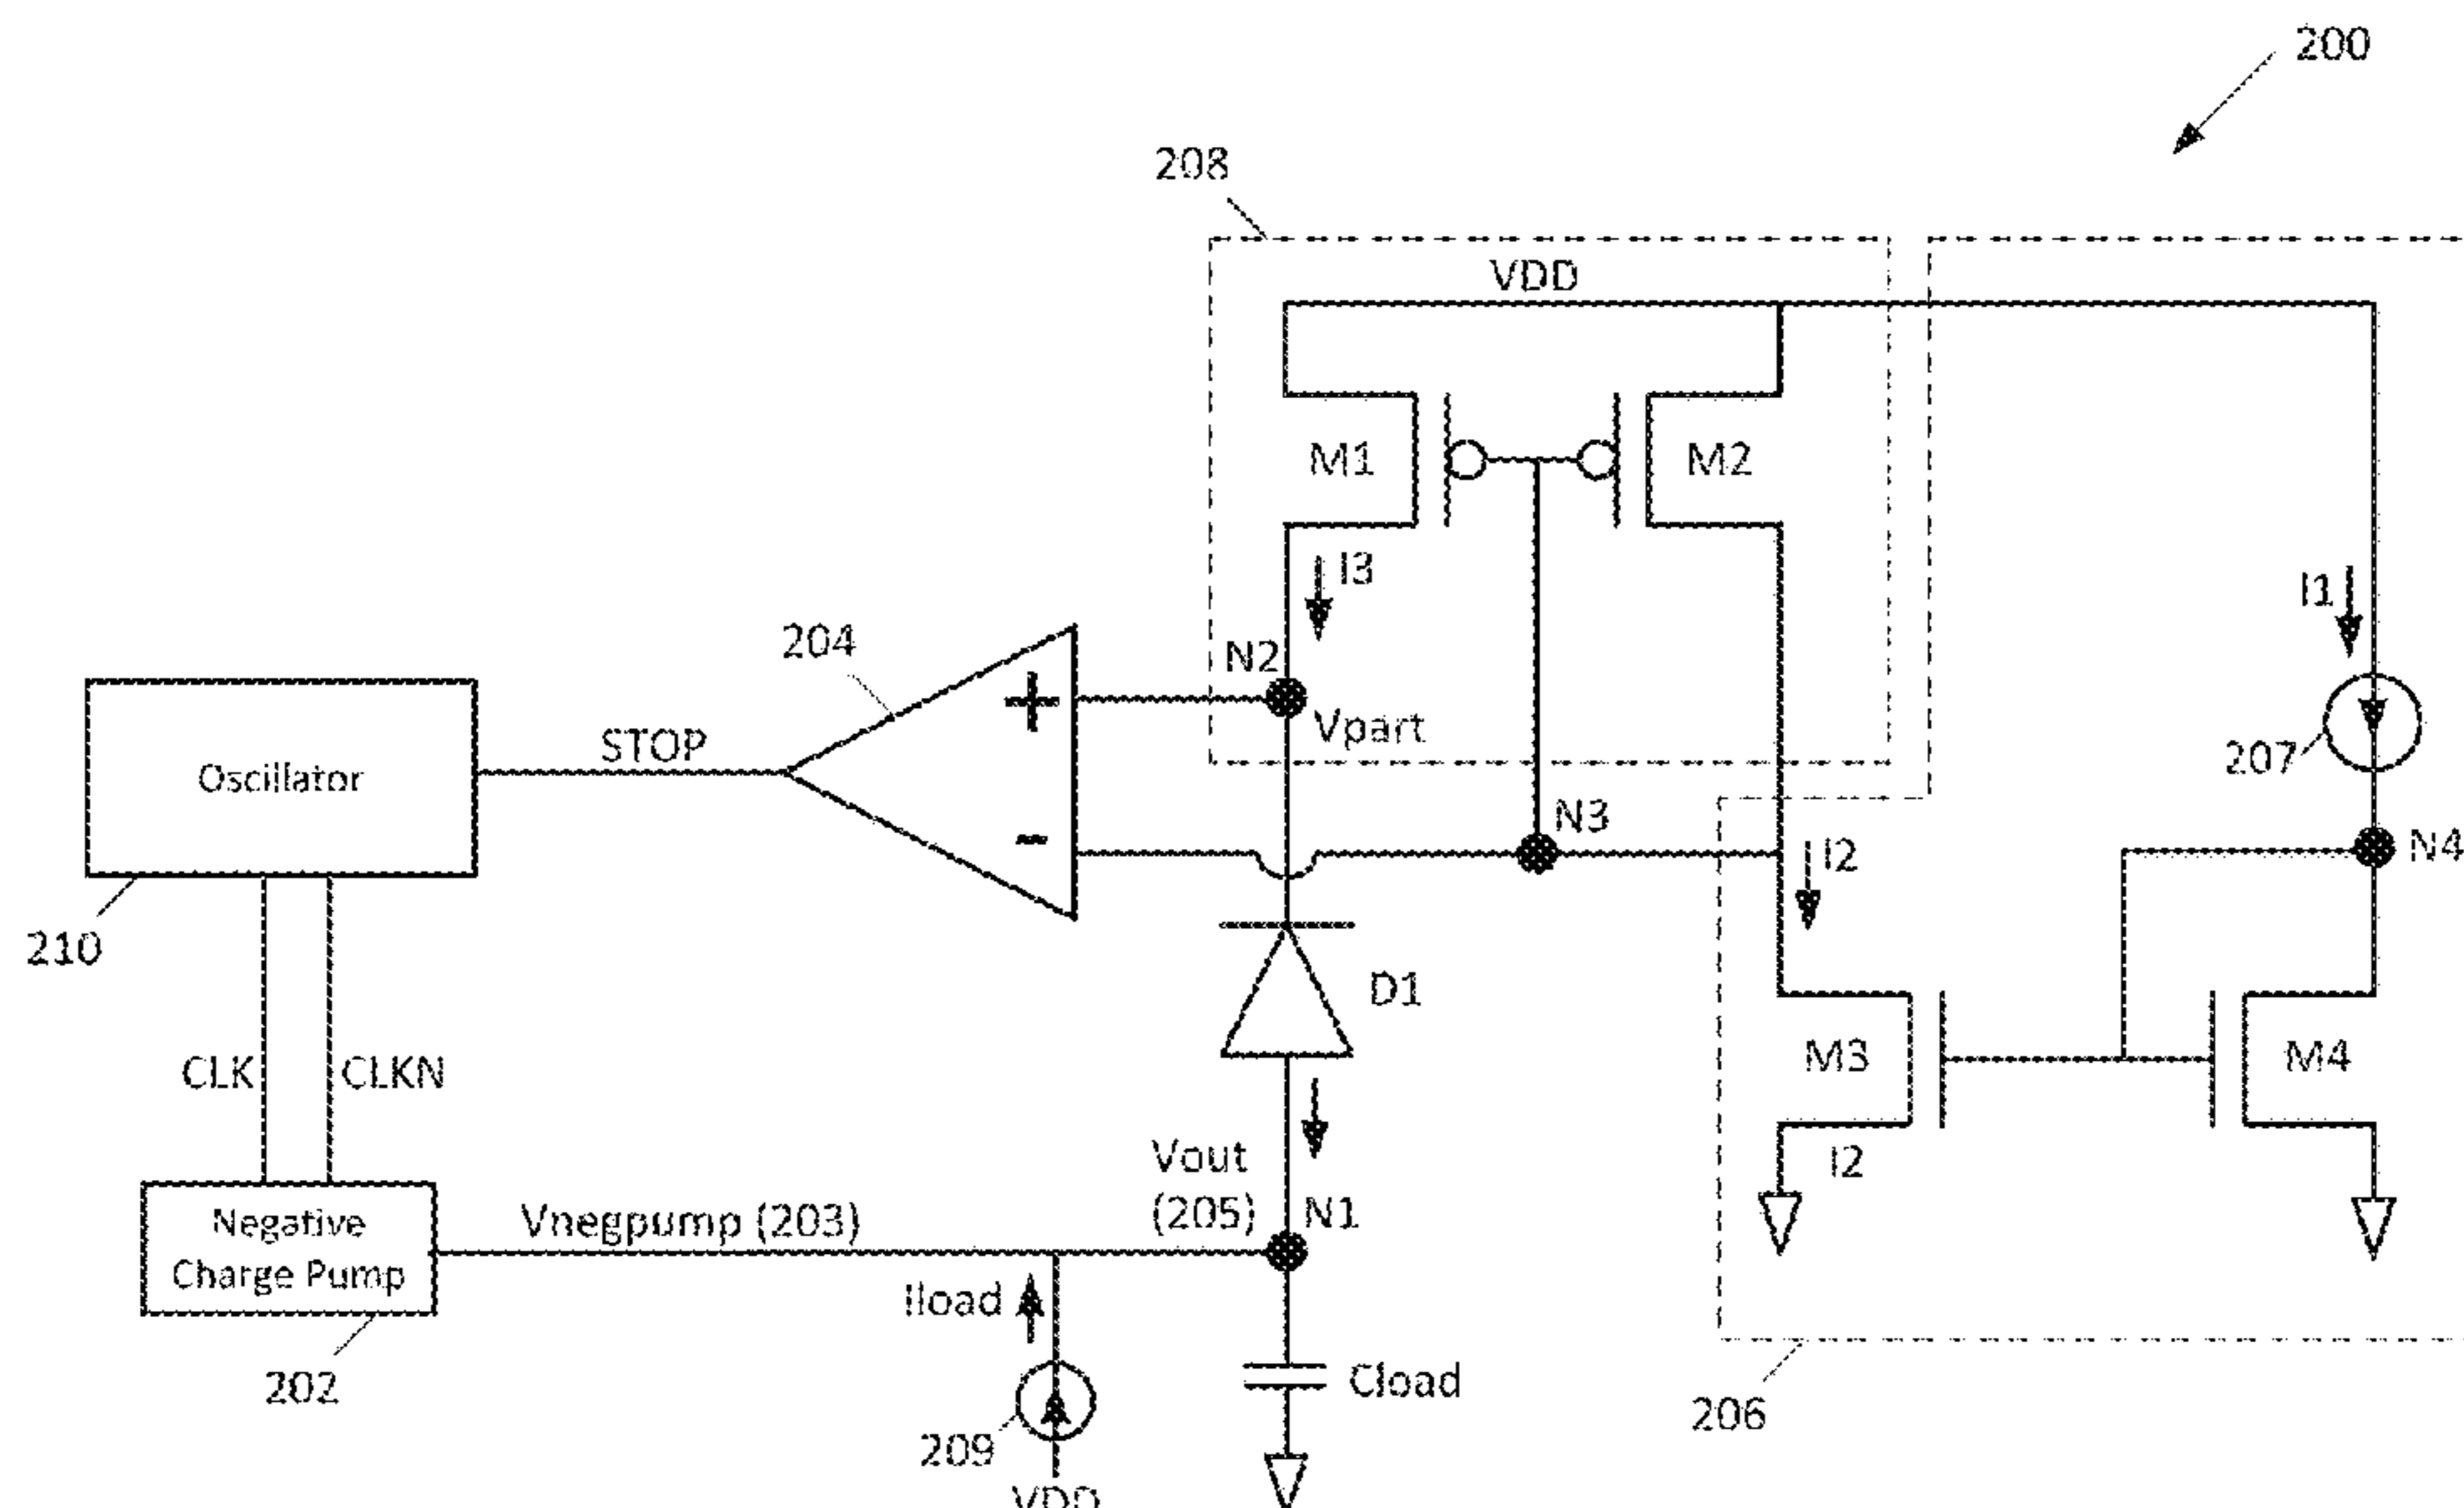 200
208
VDD
M1
M2
I3
I1
204
N2
+
Vpart
STOP
Oscillator
207
N3
-
I2
N4
210
D1
CLK
CLKN
M3
M4
Vout
(205)
N1
I2
Negative
Charge Pump
Vnegpump (203)
Iload
Cload
202
209
206
VDD